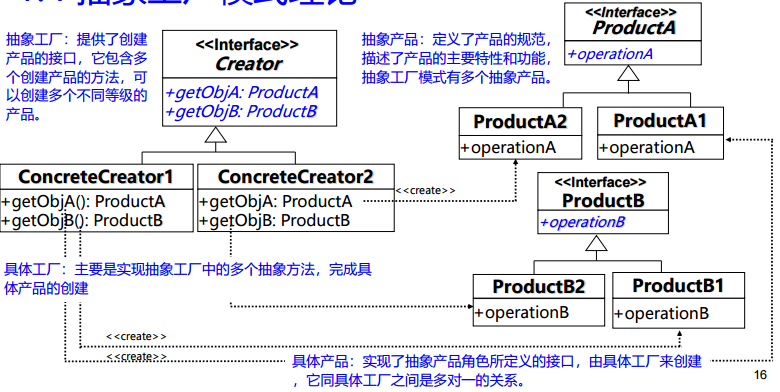 抽象工厂：提供了创建
产品的接口，它包含多
个创建产品的方法，可
以创建多个不同等级的
产品。
<<Interface>>
Creator
+getObjA: ProductA
+getObjB: ProductB
抽象产品：定义了产品的规范，
描述了产品的主要特性和功能，
抽象工厂模式有多个抽象产品。
<<Interface>>
ProductA
+operationA
ProductA2
+operationA
ProductA1
+operationA
ConcreteCreator1
+getObjA(): ProductA
+getObjB(): ProductB
ConcreteCreator2
+getObjA: ProductA
+getObjB: ProductB
<<create>>
<<Interface>>
ProductB
+operationB
具体工厂：主要是实现抽象工厂中的多个抽象方法，完成具
体产品的创建
ProductB2
+operationB
ProductB1
+operationB
<<create>>
<<create>>
具体产品：实现了抽象产品角色所定义的接口，由具体工厂来创建
，它同具体工厂之间是多对一的关系。
16